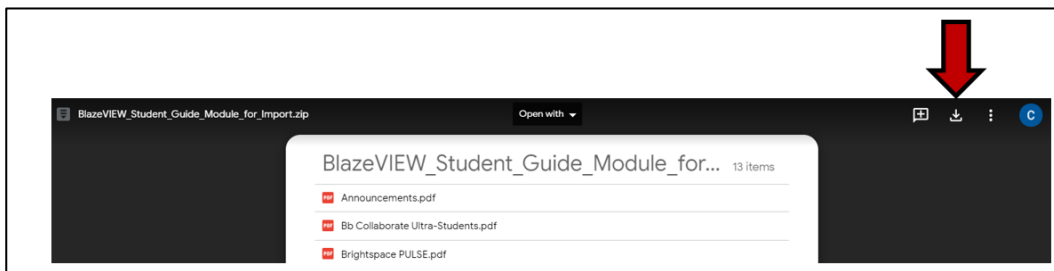 BlazeVIEW_Student_Guide_Module_for_Import.zip
Open with
C
BlazeVIEW_Student_Guide_Module_for... 13 items
PDF Announcements.pdf
PDF Bb Collaborate Ultra-Students.pdf
PDF Brightspace PULSE.pdf